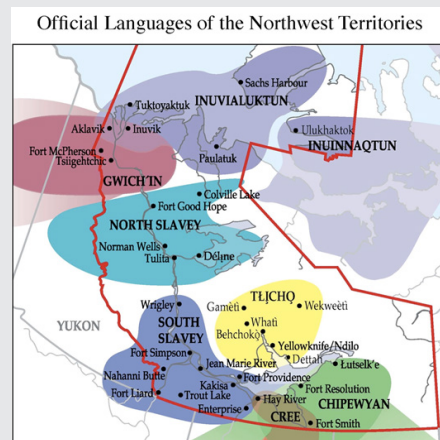 Official Languages of the Northwest Territories
Sachs Harbour
Tuktoyaktuk
INUVIALUKTUN
Aklavik
Inuvik
Ulukhaktok
INUINNAQTUN
Fort McPherson
Tsiigehtchic
Paulatuk
GWICH'IN
Colville Lake
Fort Good Hope
NORTH SLAVEY
Norman Wells
Tulita
Délįne
Wrigley
TŁĮCHǪ
Gamètì
Wekweètì
YUKON
SOUTH
SLAVEY
Whatì
Behchokǫ̀
Yellowknife/Ndilo
Fort Simpson
Dettah
Jean Marie River
Łutselk'e
Nahanni Butte
Fort Providence
Kakisa
Fort Resolution
Fort Liard
Trout Lake
Hay River
CHIPEWYAN
Enterprise
CREE
Fort Smith